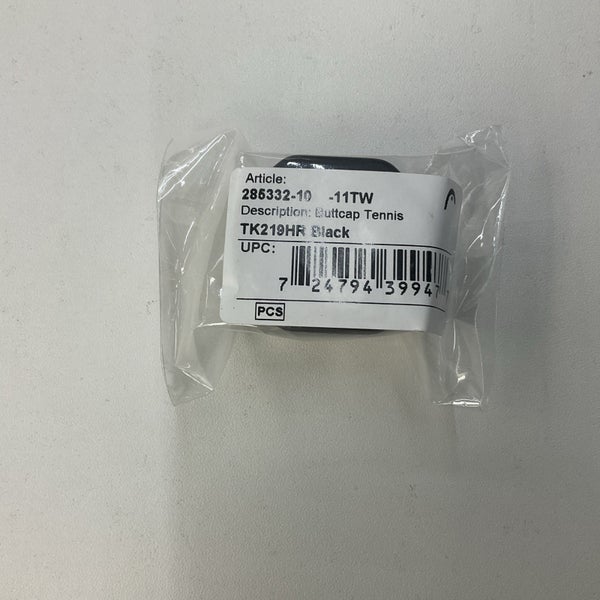 Article:
285332-10 -11TW
Description: Buttcap Tennis
TK219HR Black
UPC:
7 24794 39947
PCS